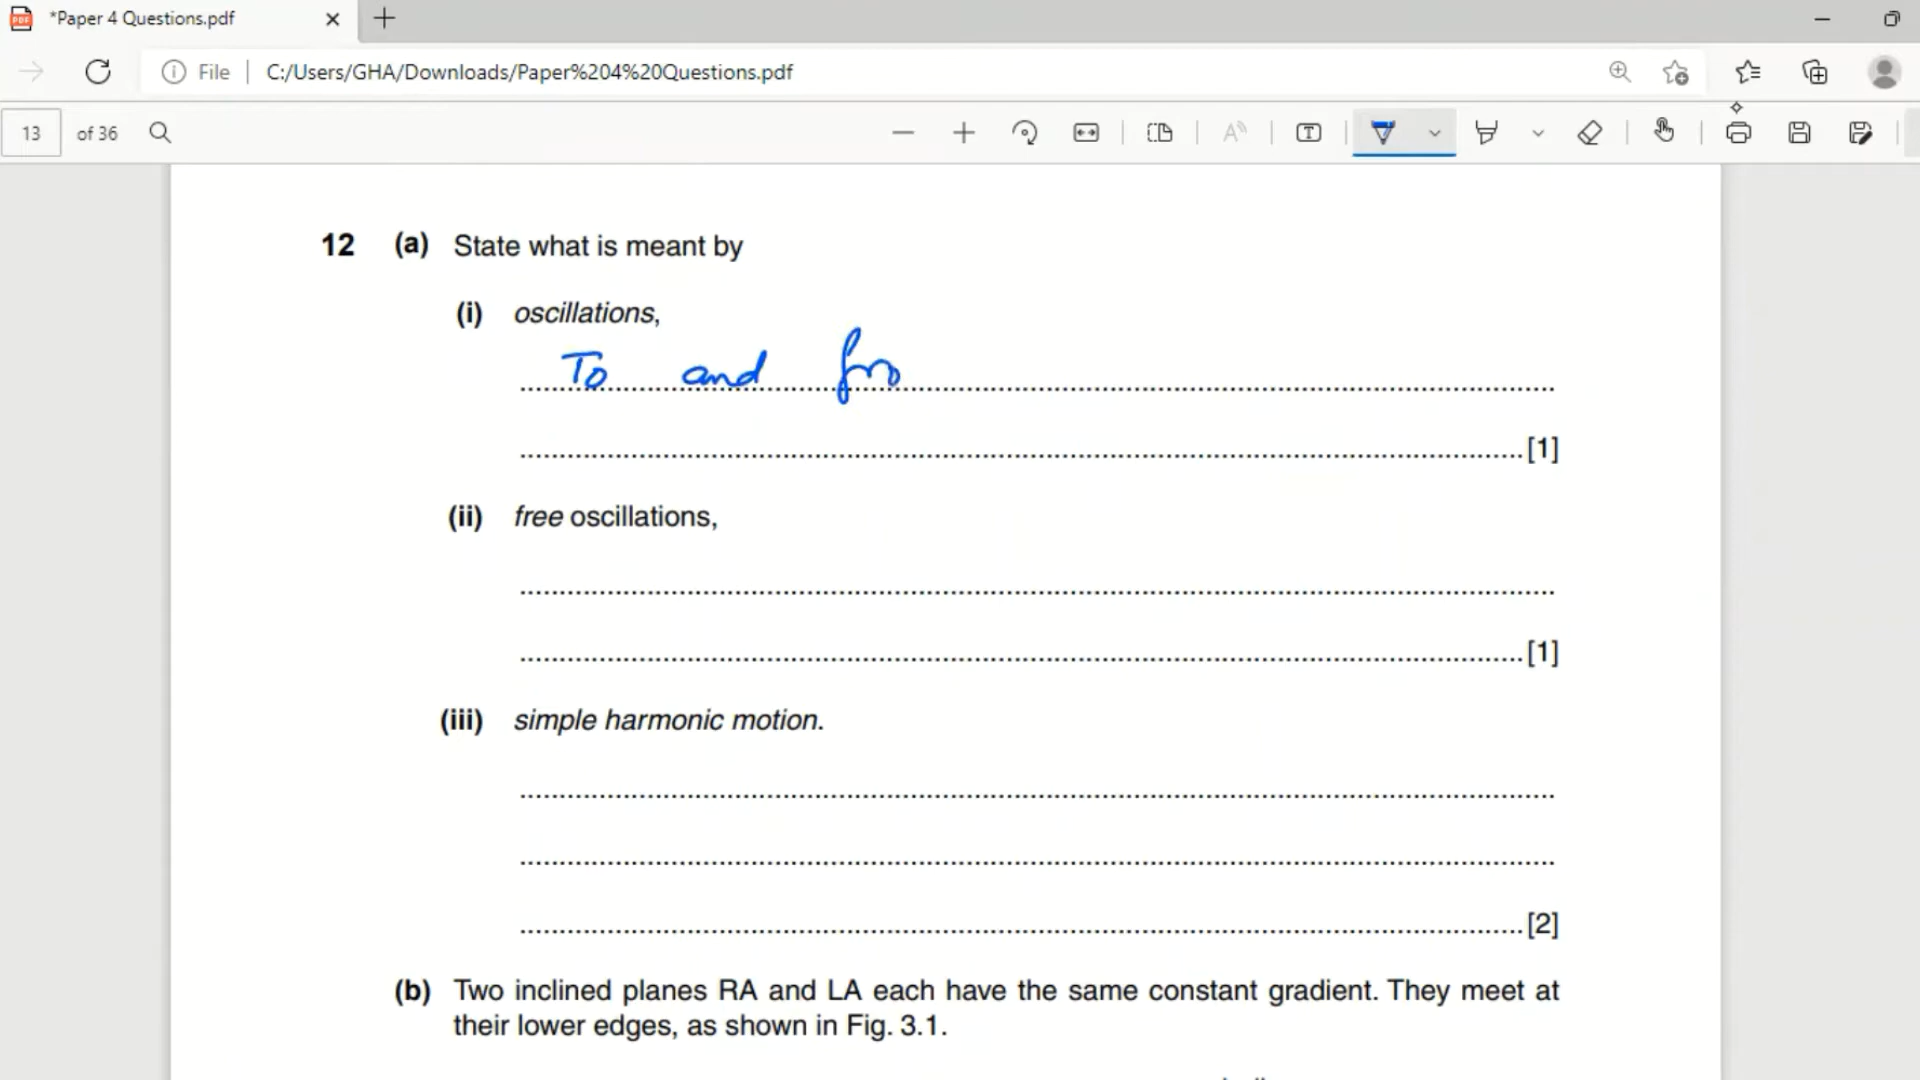 *Paper 4 Questions.pdf
File C:/Users/GHA/Downloads/Paper%204%20Questions.pdf
13 of 36
12 (a) State what is meant by
(i) oscillations,
To and fro
[1]
(ii) free oscillations,
[1]
(iii) simple harmonic motion.
[2]
(b) Two inclined planes RA and LA each have the same constant gradient. They meet at
their lower edges, as shown in Fig. 3.1.